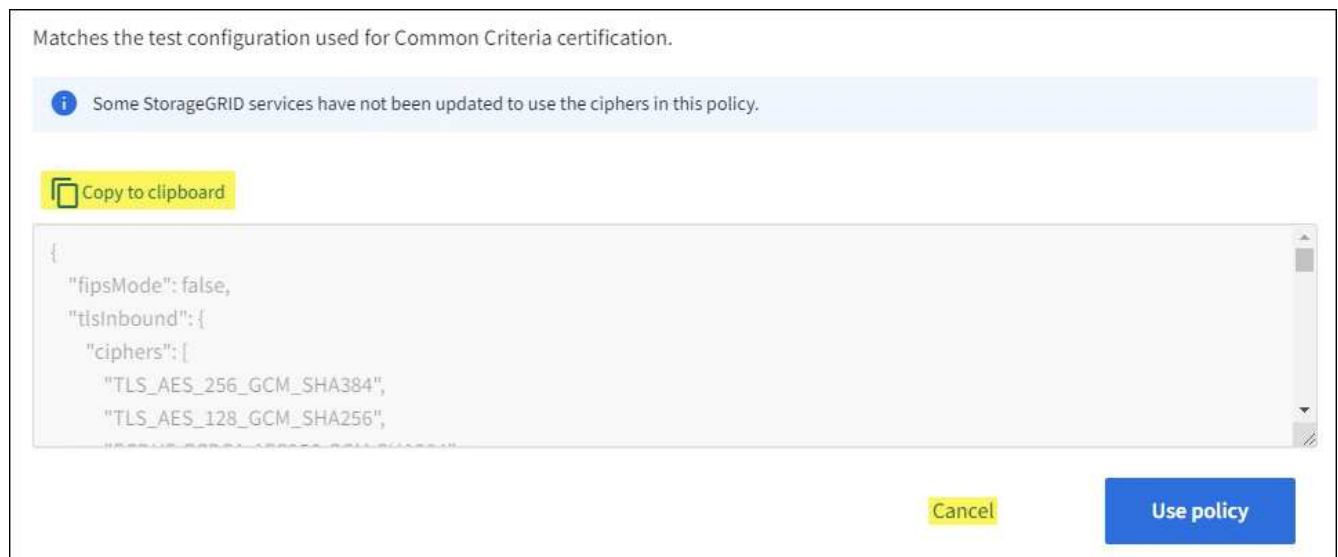 Matches the test configuration used for Common Criteria certification.
Some StorageGRID services have not been updated to use the ciphers in this policy.
Copy to clipboard
{
"fipsMode": false,
"tlsInbound": {
"ciphers": [
"TLS_AES_256_GCM_SHA384",
"TLS_AES_128_GCM_SHA256",
Cancel
Use policy